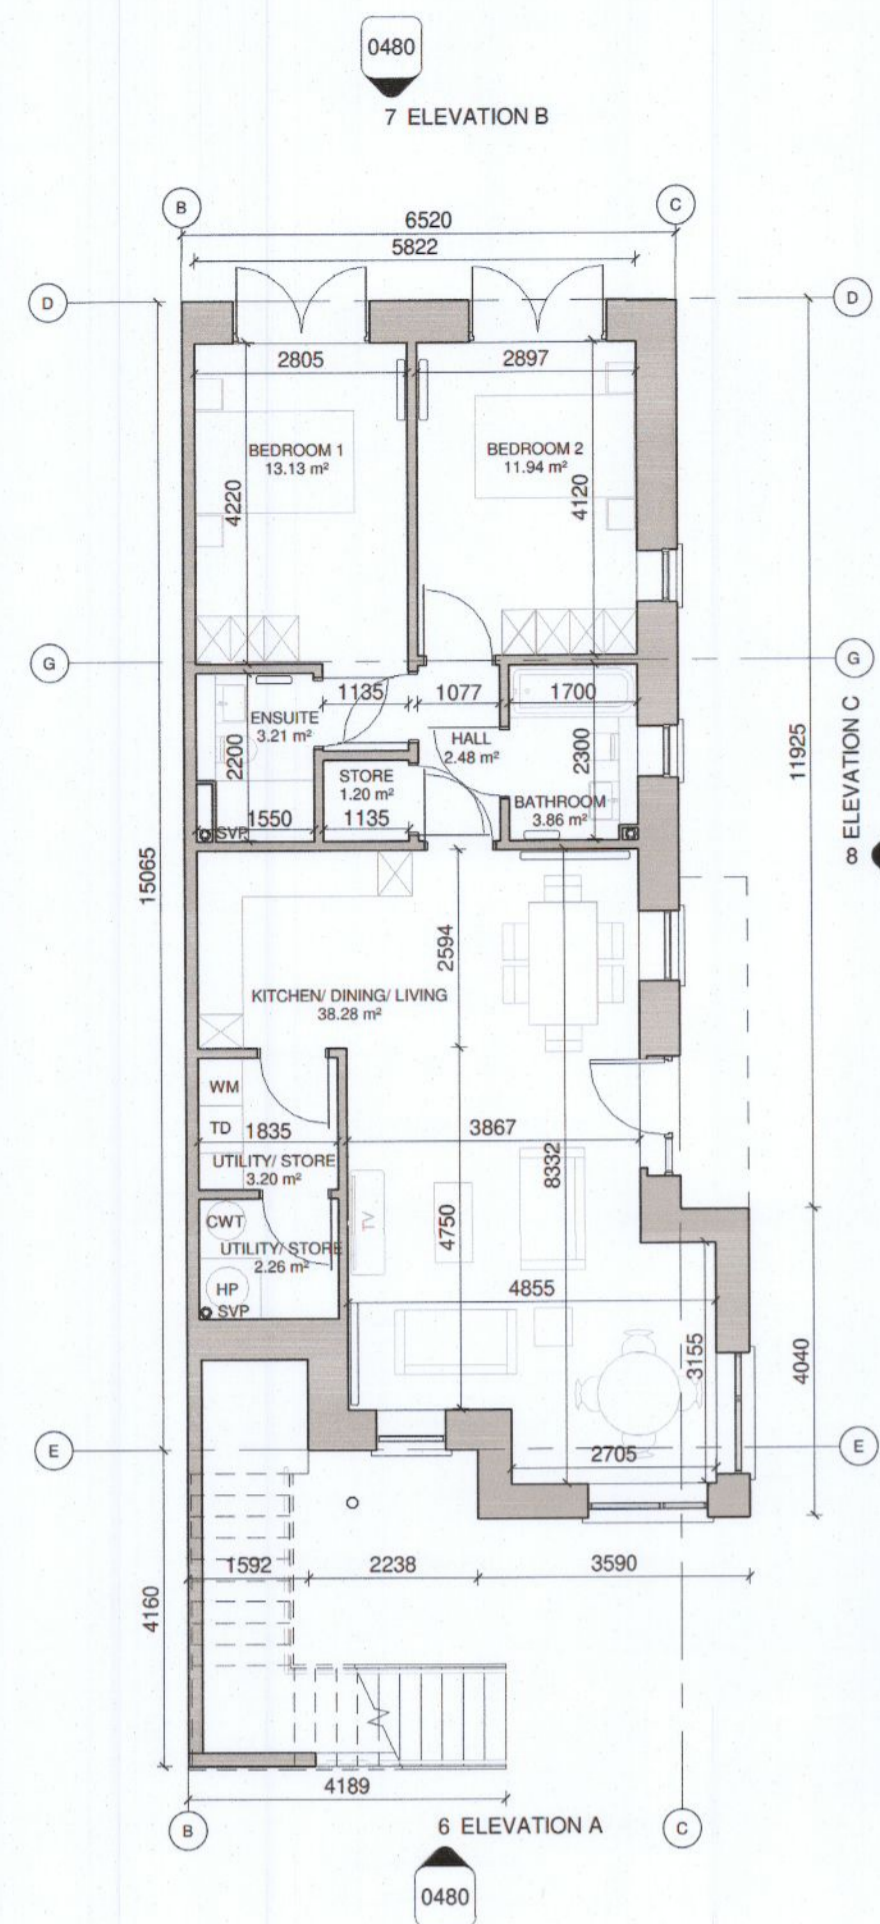 0480
7 ELEVATION B
B
C
6520
5822
D
D
2805
2897
BEDROOM 1
13.13 m²
BEDROOM 2
11.94 m²
4220
4120
G
G
1135
1077
1700
ENSUITE
3.21 m²
HALL
2.48 m²
2200
2300
11925
8 ELEVATION C
STORE
1.20 m²
BATHROOM
3.86 m²
1550
1135
SVP
15065
2594
KITCHEN/ DINING/ LIVING
38.28 m²
WM
TD
1835
3867
8332
UTILITY/ STORE
3.20 m²
CWT
UTILITY/ STORE
2.26 m²
TV
4750
HP
SVP
4855
3155
4040
E
E
2705
1592
2238
3590
4160
4189
B
6 ELEVATION A
C
0480